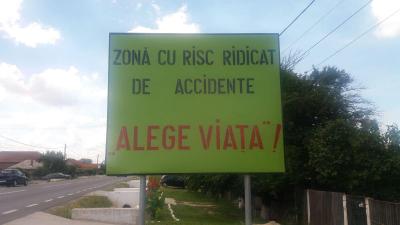 ZONĂ CU RISC RIDICAT
DE ACCIDENTE
„ALEGE VIAȚA”!